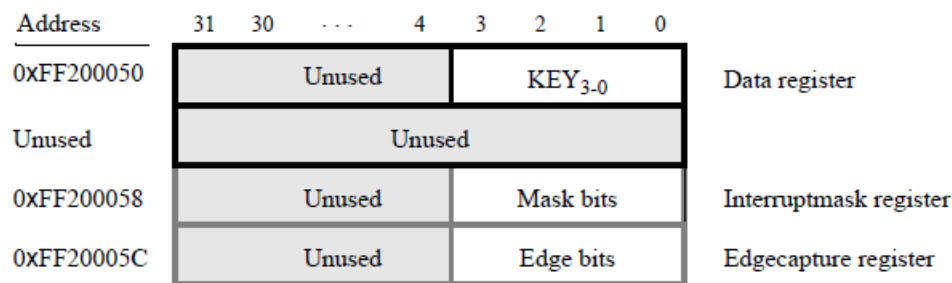 Address 31 30 · · · 4 3 2 1 0
0xFF200050 Unused KEY3-0 Data register
Unused Unused
0xFF200058 Unused Mask bits Interruptmask register
0xFF20005C Unused Edge bits Edgecapture register